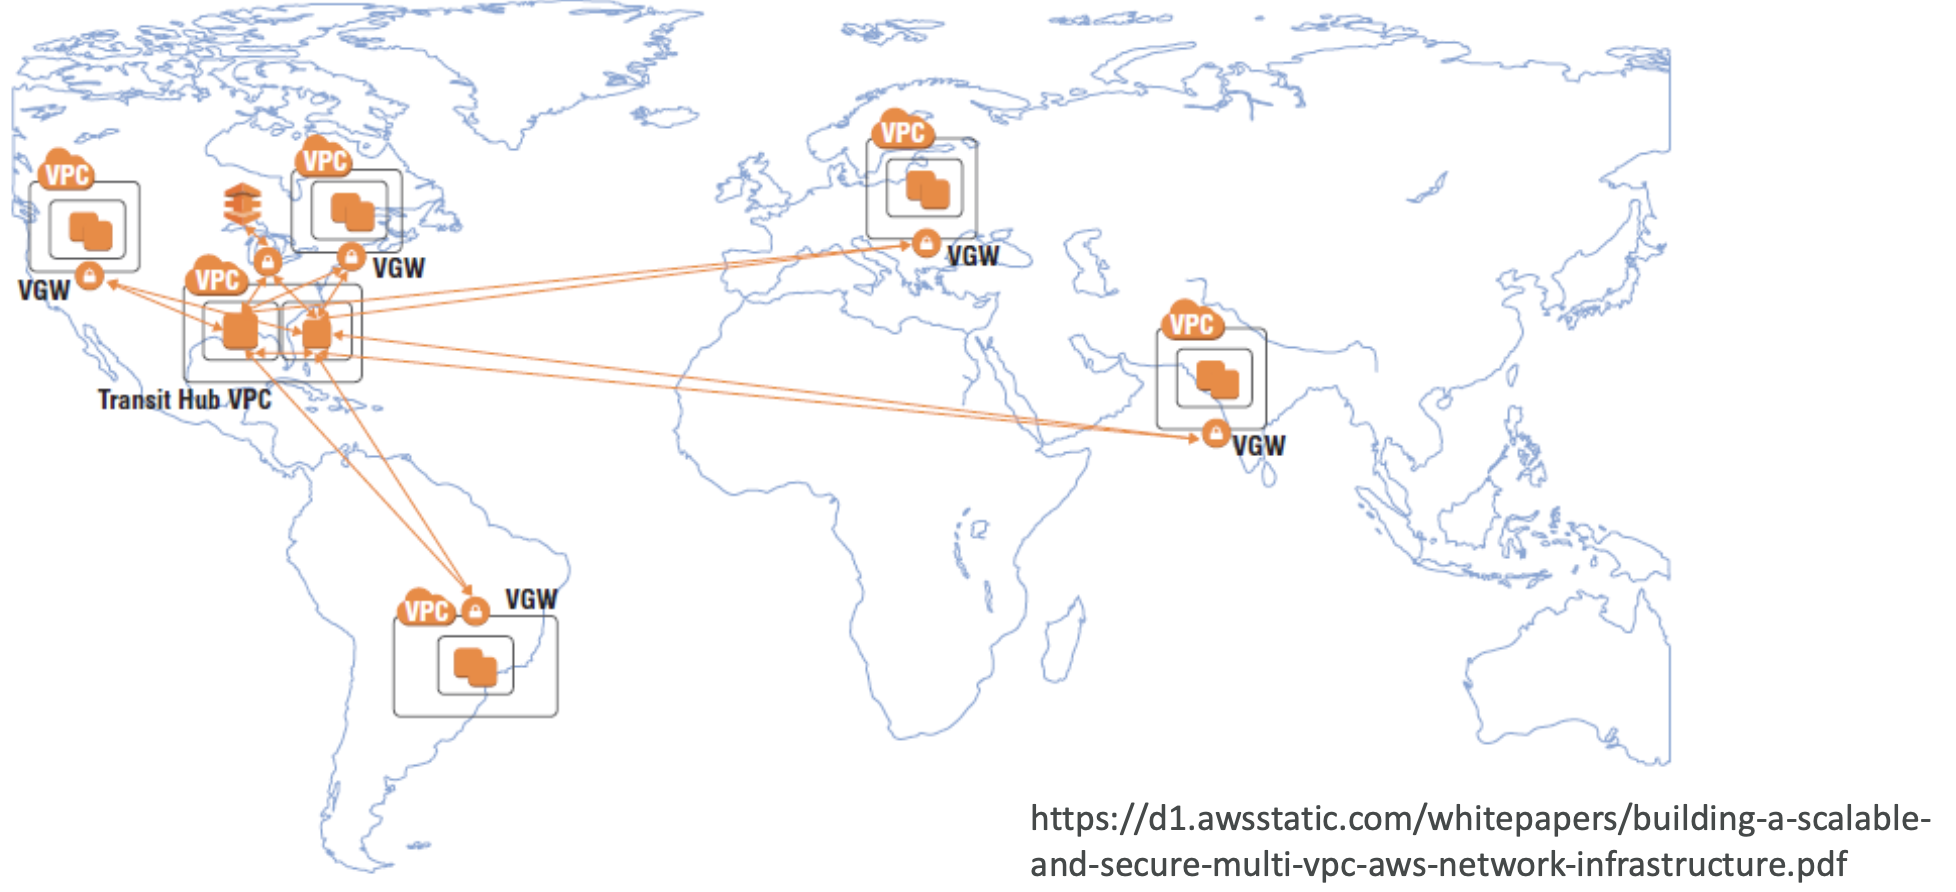 VPC
VPC
VPC
VGW
VGW
VGW
VPC
VPC
Transit Hub VPC
VGW
VPC
VGW
https://d1.awsstatic.com/whitepapers/building-a-scalable-
and-secure-multi-vpc-aws-network-infrastructure.pdf